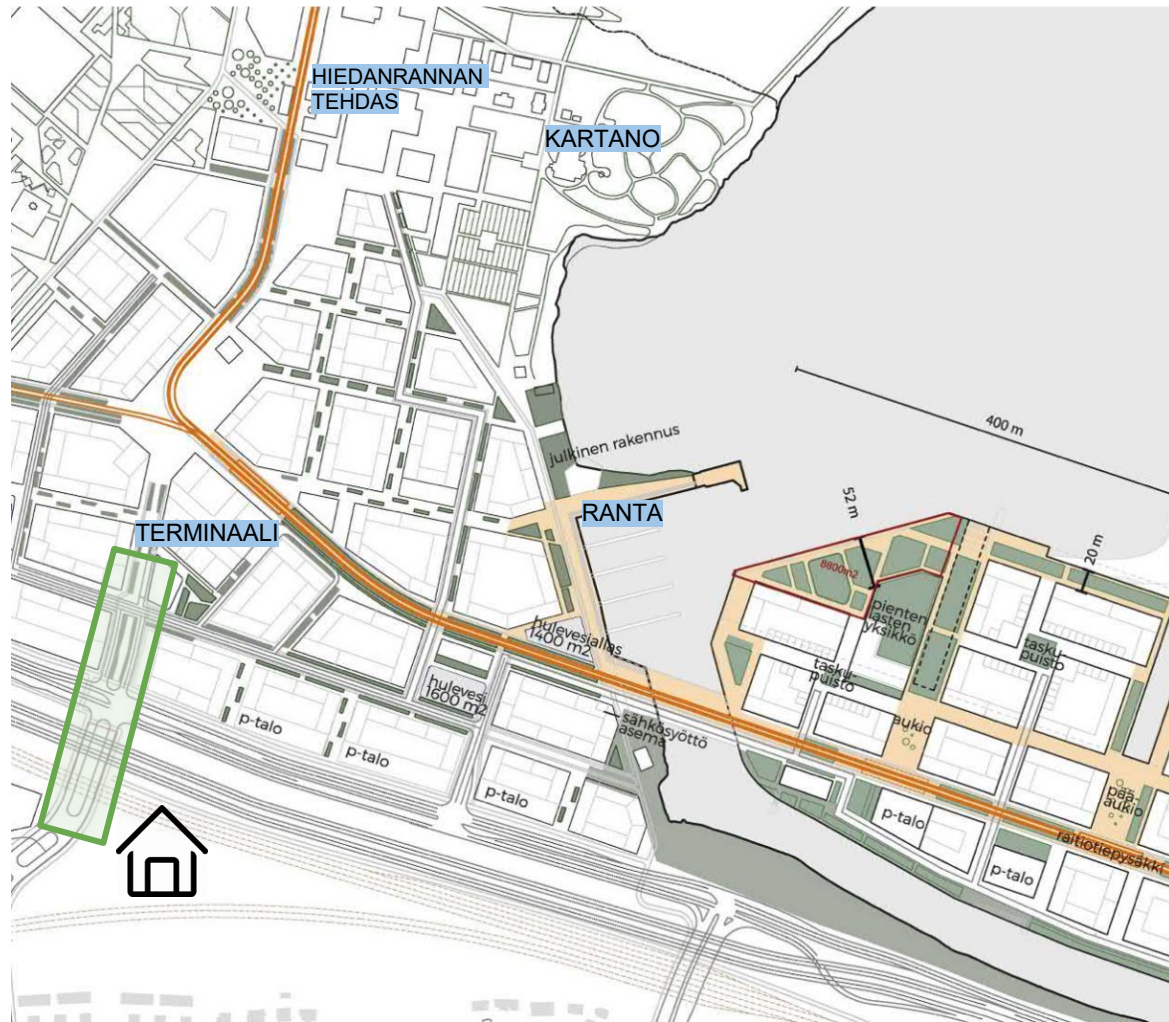 HIEDANRANNAN
TEHDAS
KARTANO
400 m
julkinen rakennus
RANTA
52 m
TERMINAALI
20 m
8800m2
pienten
lasten
yksikkö
hulevesiallas
1400 m2
tasku-
puisto
tasku-
puisto
hulevesi
1600 m2
sähkösyöttö
asema
aukio
p-talo
p-talo
p-talo
pää-
aukio
p-talo
raitiotiepysäkki
p-talo